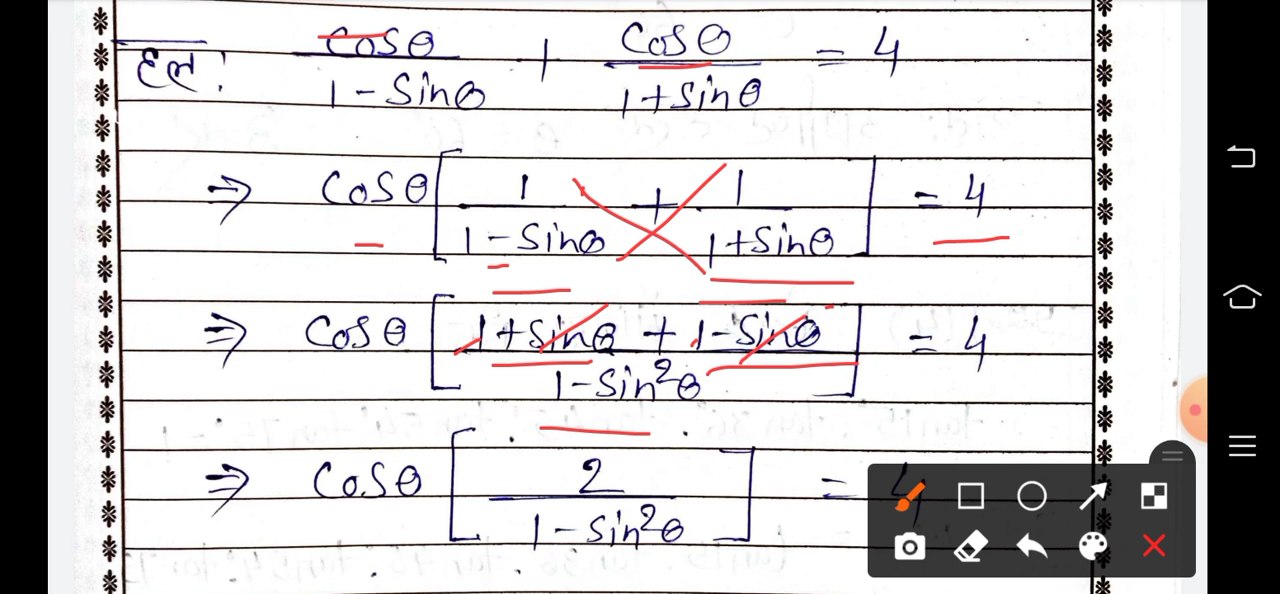 हल: cosθ/1-sinθ + cosθ/1+sinθ = 4
⇒ cosθ [1/1-sinθ + 1/1+sinθ] = 4
⇒ cosθ [1+sinθ + 1-sinθ/1-sin²θ] = 4
⇒ cosθ [2/1-sin²θ] = 4